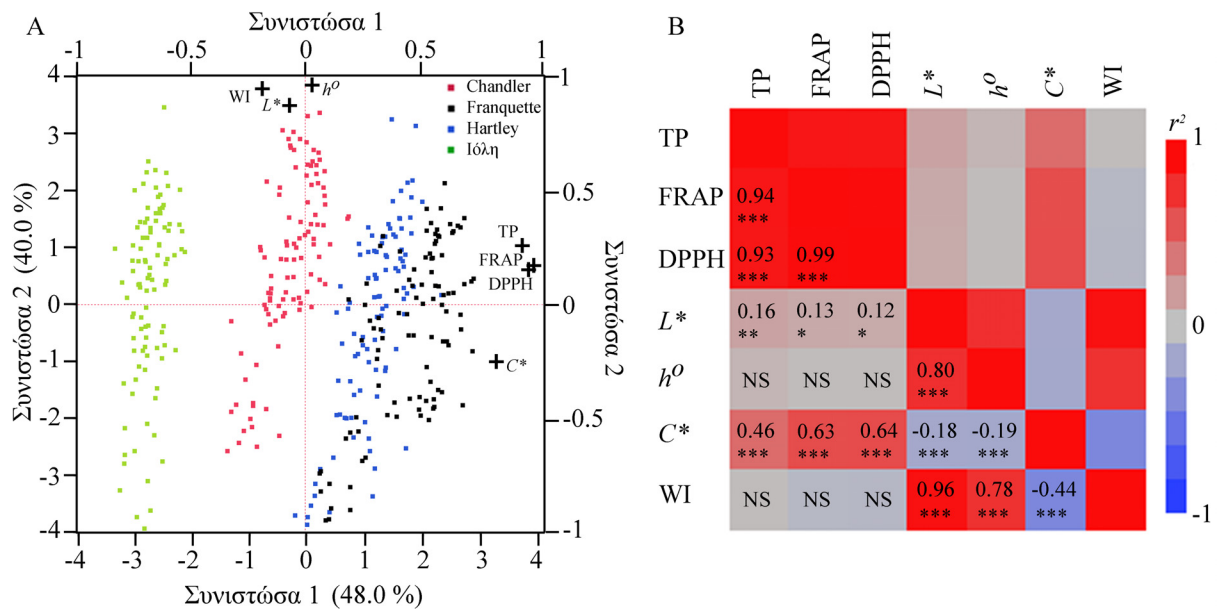 A
Συνιστώσα 1
-1 -0.5 0 0.5 1
4
3
2
1
0
-1
-2
-3
-4
Συνιστώσα 2 (40.0 %)
WI
L*
hº
Chandler
Franquette
Hartley
Ιόλη
TP
FRAP
DPPH
C*
1
0.5
0
-0.5
-1
Συνιστώσα 2
-4 -3 -2 -1 0 1 2 3 4
Συνιστώσα 1 (48.0 %)
B
TP FRAP DPPH L* hº C* WI
TP
FRAP
0.94
***
DPPH
0.93 0.99
*** ***
L*
0.16 0.13 0.12
** * *
hº
NS NS NS 0.80
***
C*
0.46 0.63 0.64 -0.18 -0.19
*** *** *** *** ***
WI
NS NS NS 0.96 0.78 -0.44
*** *** ***
r²
1
0
-1